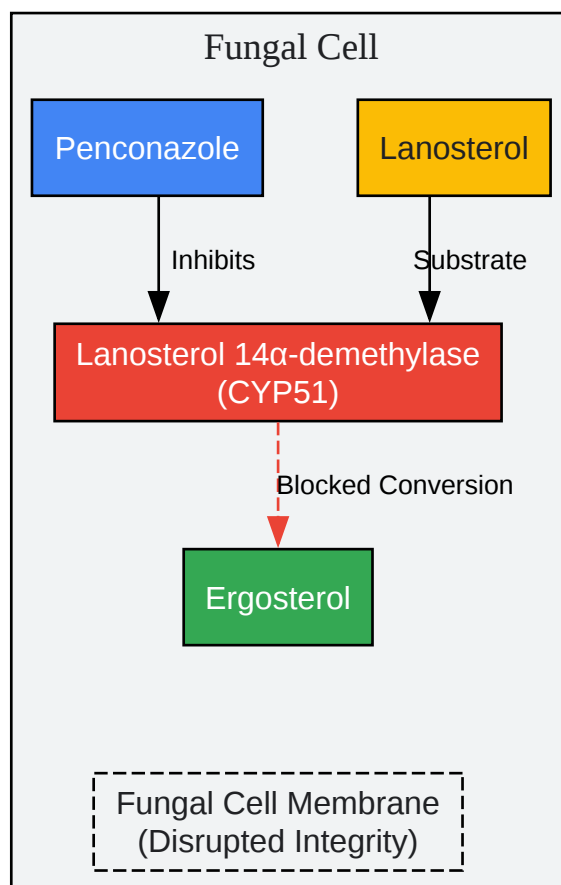 Fungal Cell
Penconazole
Lanosterol
Inhibits
Substrate
Lanosterol 14α-demethylase
(CYP51)
Blocked Conversion
Ergosterol
Fungal Cell Membrane
(Disrupted Integrity)